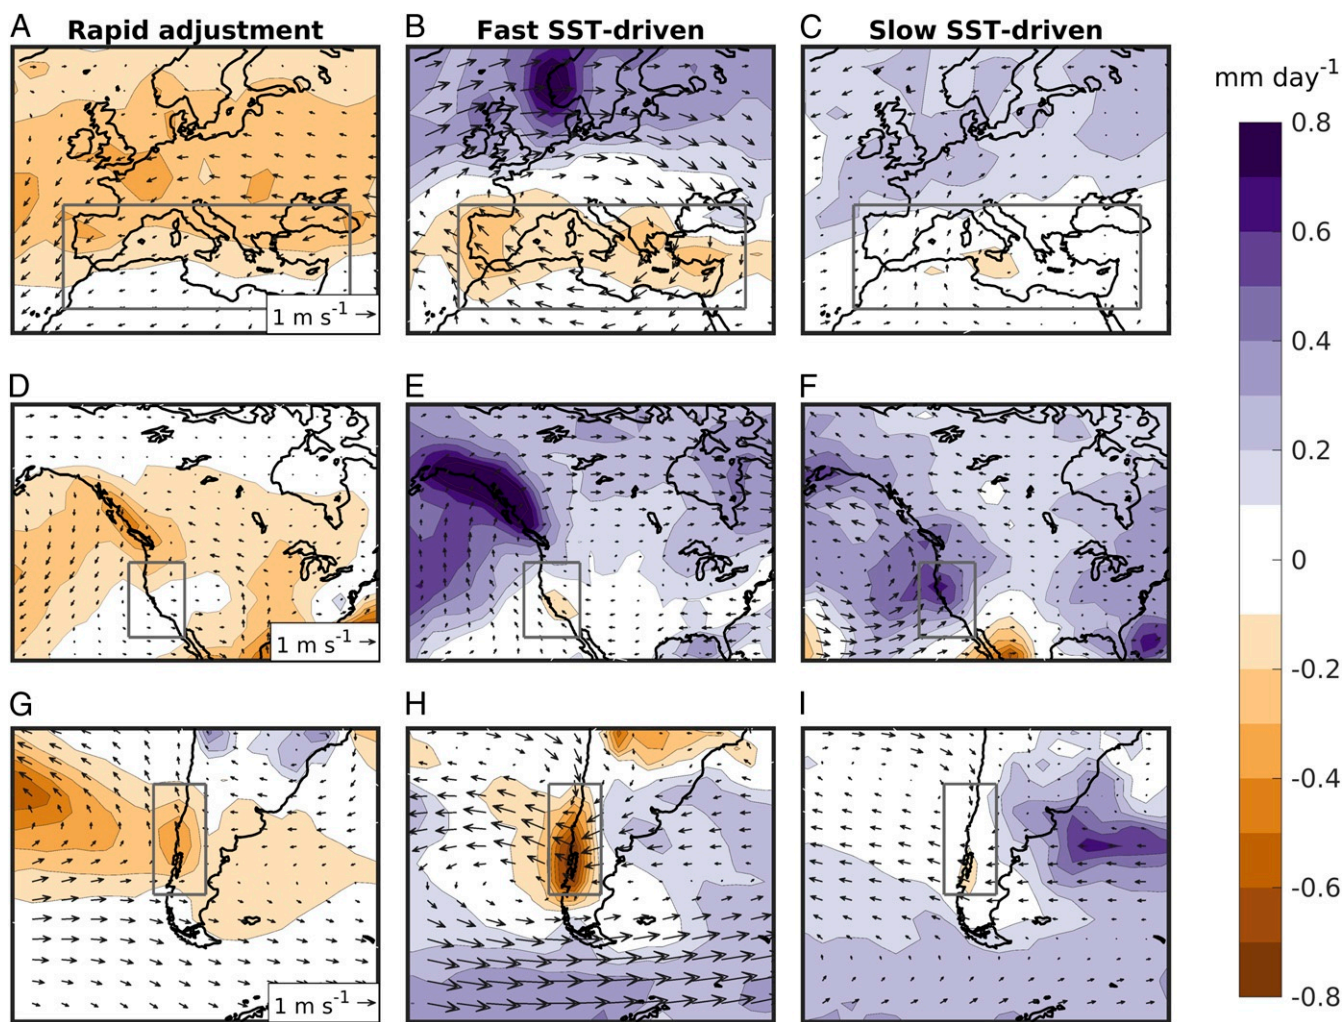 A Rapid adjustment
B Fast SST-driven
C Slow SST-driven
mm day⁻¹
0.8
0.6
0.4
0.2
0
-0.2
-0.4
-0.6
-0.8
1 m s⁻¹
D
E
F
1 m s⁻¹
G
H
I
1 m s⁻¹